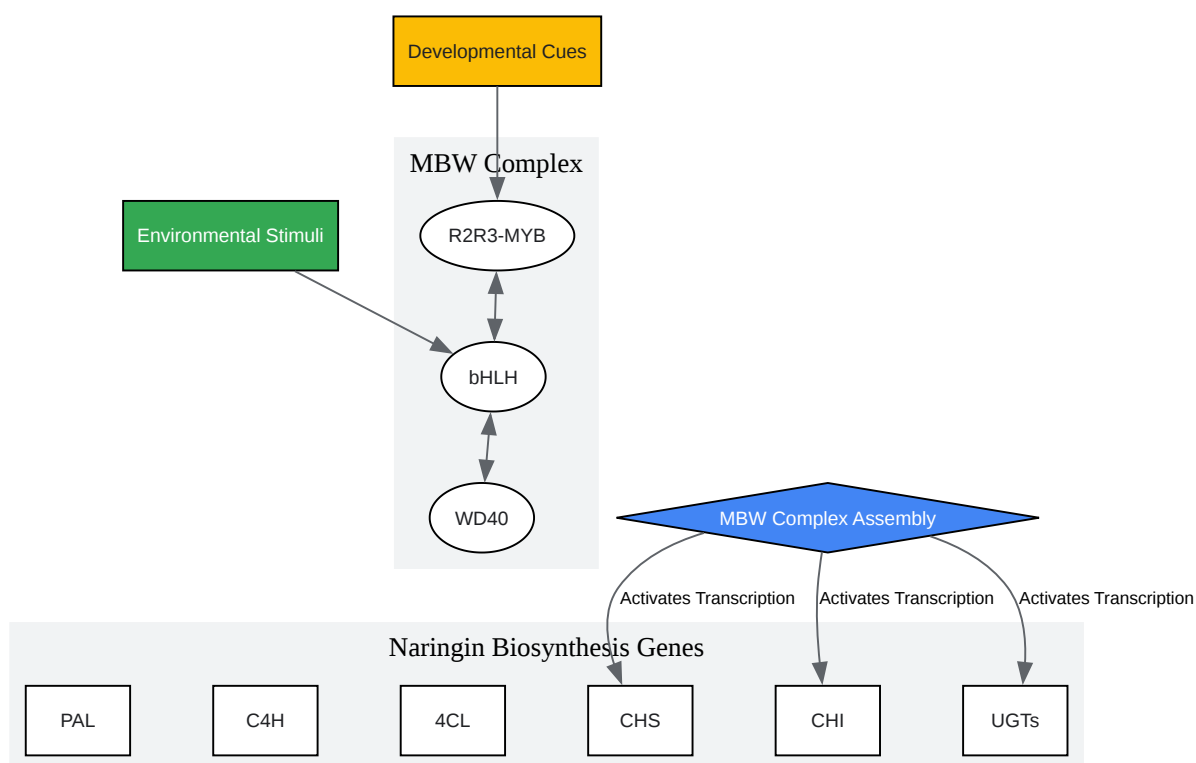 Developmental Cues
MBW Complex
Environmental Stimuli
R2R3-MYB
bHLH
WD40
MBW Complex Assembly
Activates Transcription
Activates Transcription
Activates Transcription
Naringin Biosynthesis Genes
PAL
C4H
4CL
CHS
CHI
UGTs